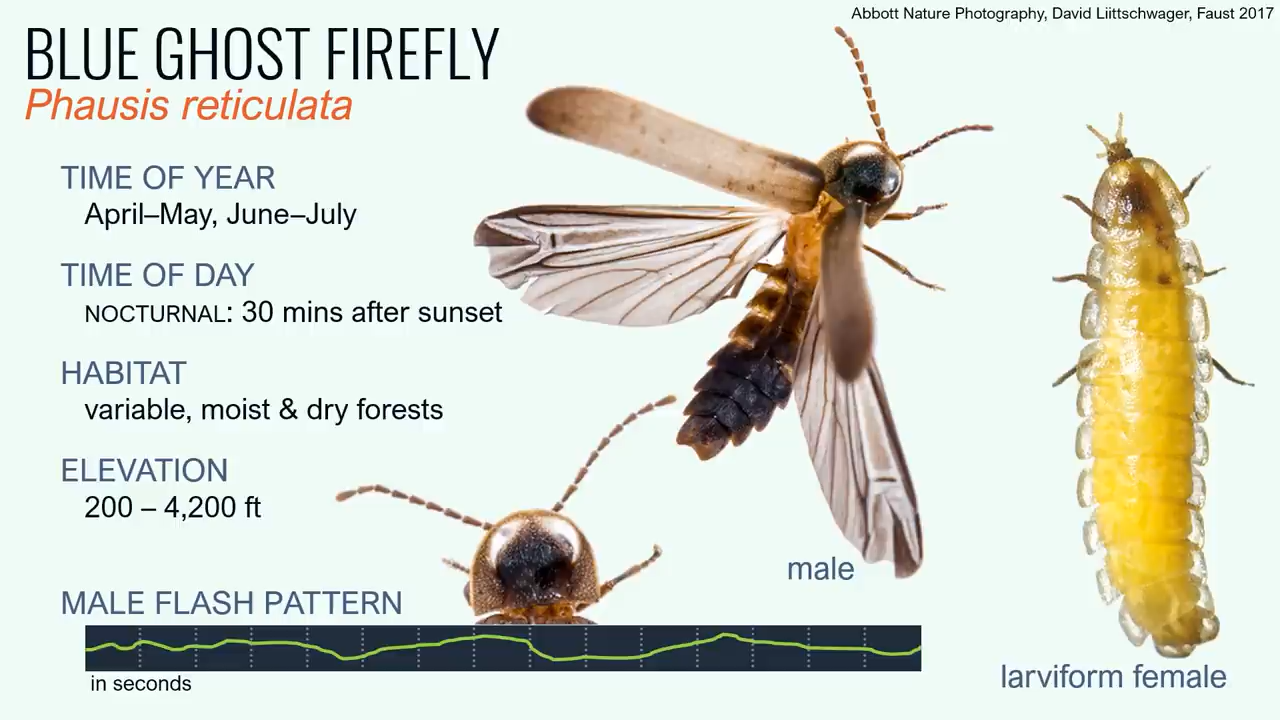 Abbott Nature Photography, David Liittschwager, Faust 2017
BLUE GHOST FIREFLY
Phausis reticulata
TIME OF YEAR
April–May, June–July
TIME OF DAY
NOCTURNAL: 30 mins after sunset
HABITAT
variable, moist & dry forests
ELEVATION
200 – 4,200 ft
male
MALE FLASH PATTERN
in seconds
larviform female